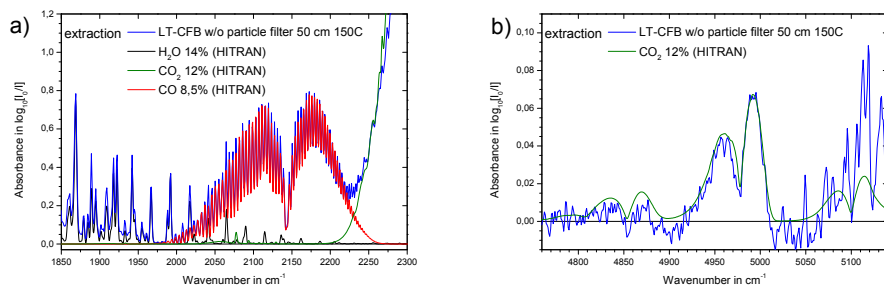 a)
extraction
LT-CFB w/o particle filter 50 cm 150C
H₂O 14% (HITRAN)
CO₂ 12% (HITRAN)
CO 8,5% (HITRAN)
Absorbance in log₁₀[I₀/I]
1,2
1,0
0,8
0,6
0,4
0,2
0,0
1850 1900 1950 2000 2050 2100 2150 2200 2250 2300
Wavenumber in cm⁻¹
b)
extraction
LT-CFB w/o particle filter 50 cm 150C
CO₂ 12% (HITRAN)
Absorbance in log₁₀[I₀/I]
0,10
0,08
0,06
0,04
0,02
0,00
4800 4900 5000 5100
Wavenumber in cm⁻¹